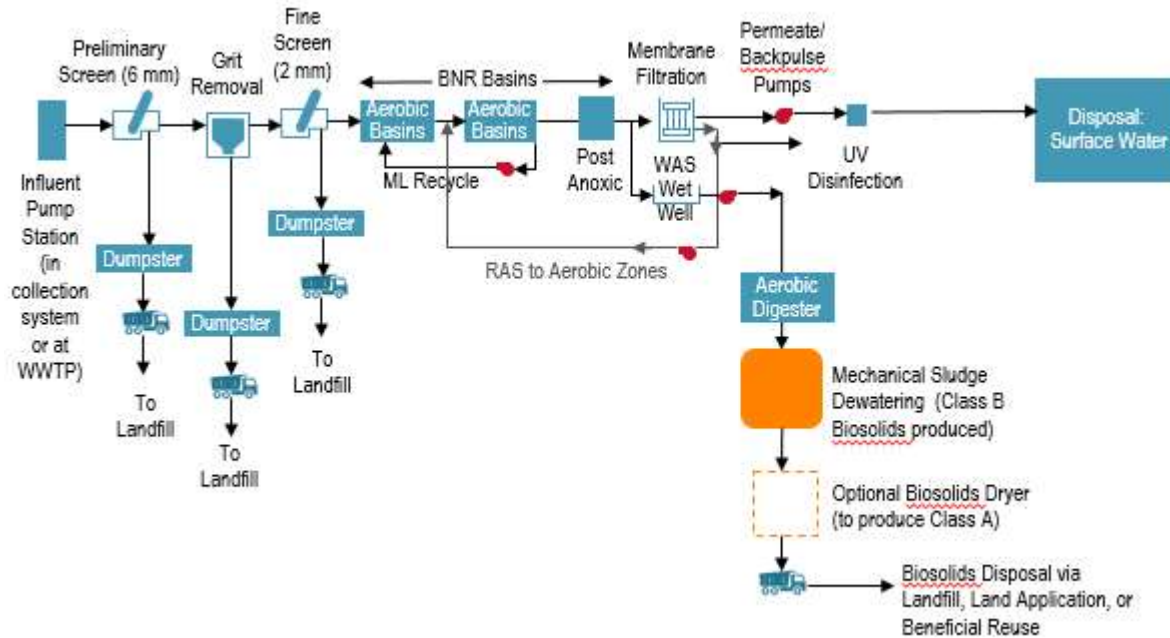 Preliminary
Screen (6 mm)
Grit
Removal
Fine
Screen
(2 mm)
BNR Basins
Membrane
Filtration
Permeate/
Backpulse
Pumps
Aerobic
Basins
Aerobic
Basins
Disposal:
Surface Water
ML Recycle
Post
Anoxic
WAS
Wet
Well
UV
Disinfection
Influent
Pump
Station
(in
collection
system
or at
WWTP)
Dumpster
Dumpster
Dumpster
RAS to Aerobic Zones
To
Landfill
To
Landfill
To
Landfill
Aerobic
Digester
Mechanical Sludge
Dewatering (Class B
Biosolids produced)
Optional Biosolids Dryer
(to produce Class A)
Biosolids Disposal via
Landfill, Land Application, or
Beneficial Reuse